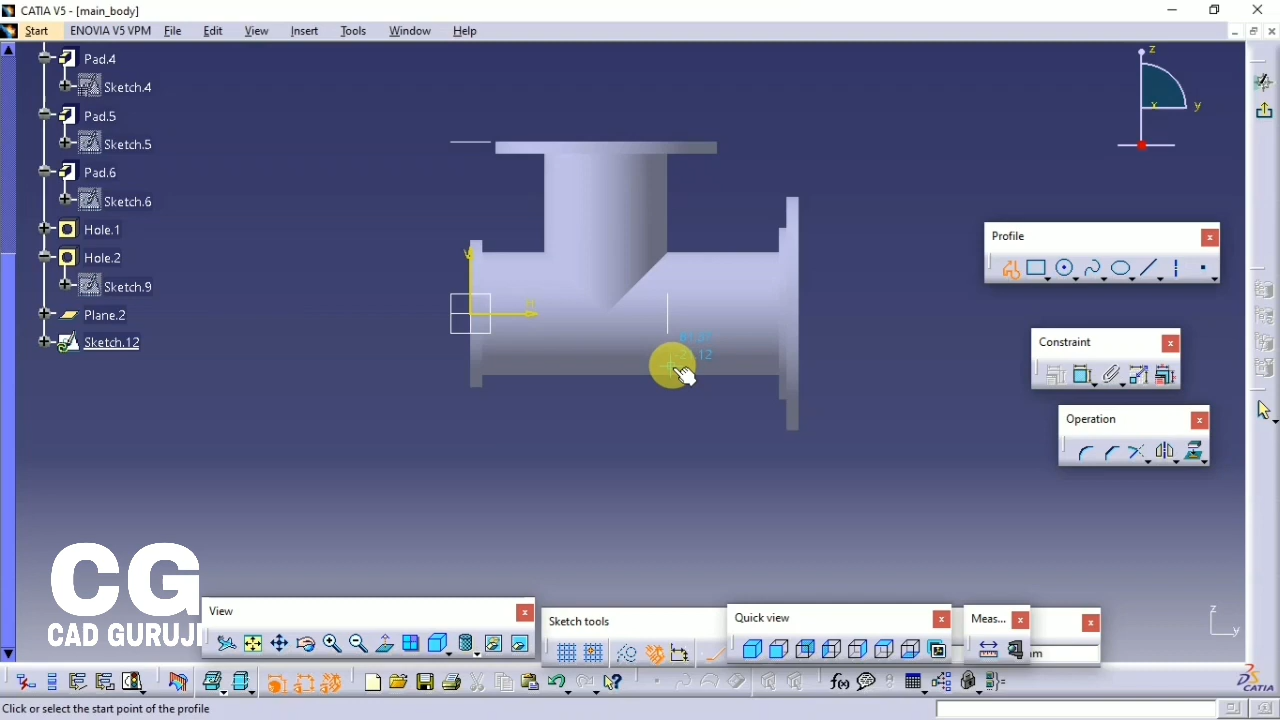 CATIA V5 - [main_body]
Start
ENOVIA V5 VPM
File
Edit
View
Insert
Tools
Window
Help
Pad.4
Sketch.4
Pad.5
Sketch.5
Pad.6
Sketch.6
Hole.1
Hole.2
Sketch.9
Plane.2
Sketch.12
z
x
y
V
H
Profile
Constraint
Operation
CG
CAD GURUJI
View
Sketch tools
Quick view
Meas...
mm
z
y
f(x)
CATIA
Click or select the start point of the profile